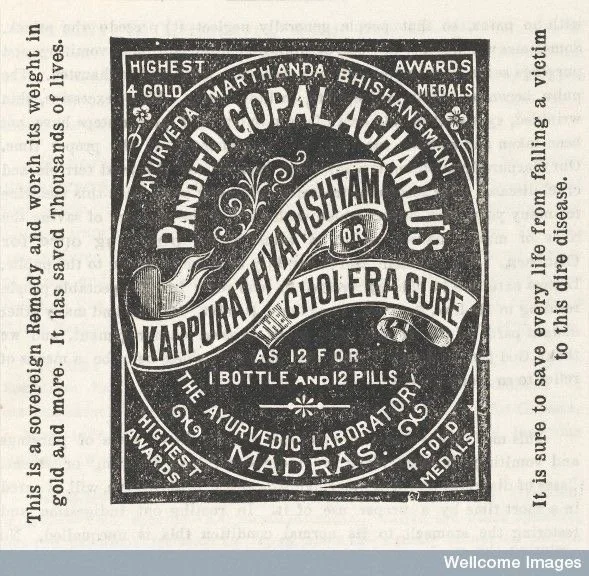 This is a sovereign Remedy and worth its weight in
gold and more. It has saved Thousands of lives.
HIGHEST AWARDS
4 GOLD MEDALS
AYURVEDA MARTHANDA BHISHANGMANI
PANDIT D. GOPALACHARLU'S
KARPURATHYARISHTAM
OR
THE CHOLERA CURE
AS 12 FOR
1 BOTTLE AND 12 PILLS
THE AYURVEDIC LABORATORY
MADRAS.
HIGHEST
AWARDS
4 GOLD
MEDALS
It is sure to save every life from falling a victim
to this dire disease.
Wellcome Images